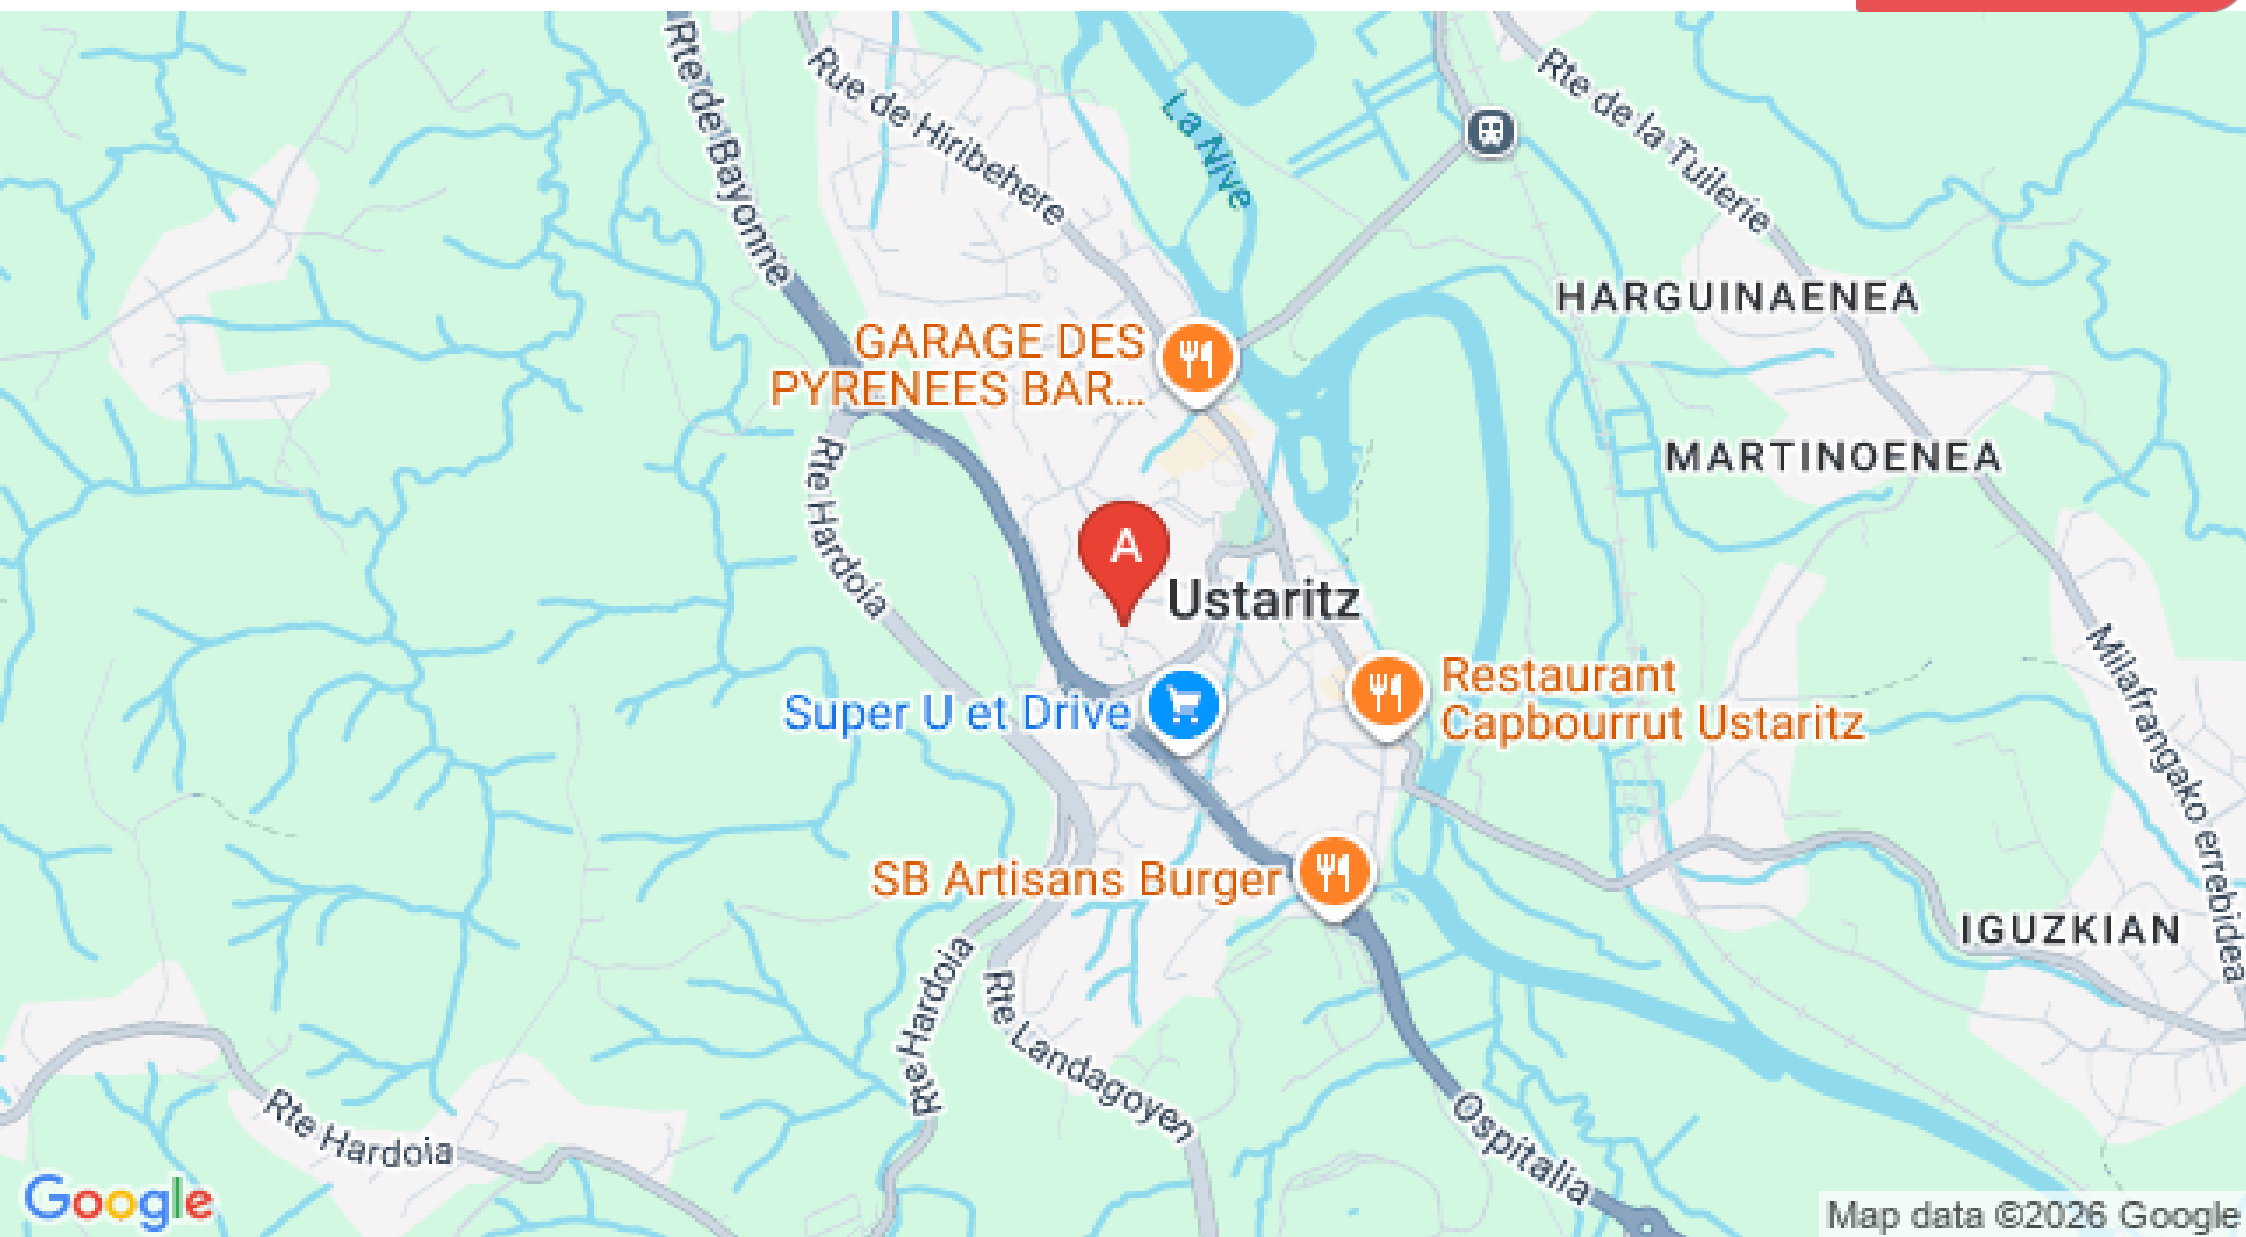 Rte de Bayonne
Rue de Hiribehere
La Nive
Rte de la Tuilerie
HARGUINAENEA
GARAGE DES
PYRENEES BAR...
Rte Hardoia
MARTINOENEA
A
Ustaritz
Super U et Drive
Restaurant
Capbourrut Ustaritz
Milafrangako errebidea
SB Artisans Burger
IGUZKIAN
Rte Hardoia
Rte Landagoyen
Rte Hardoia
Ospitalia
Google
Map data ©2026 Google